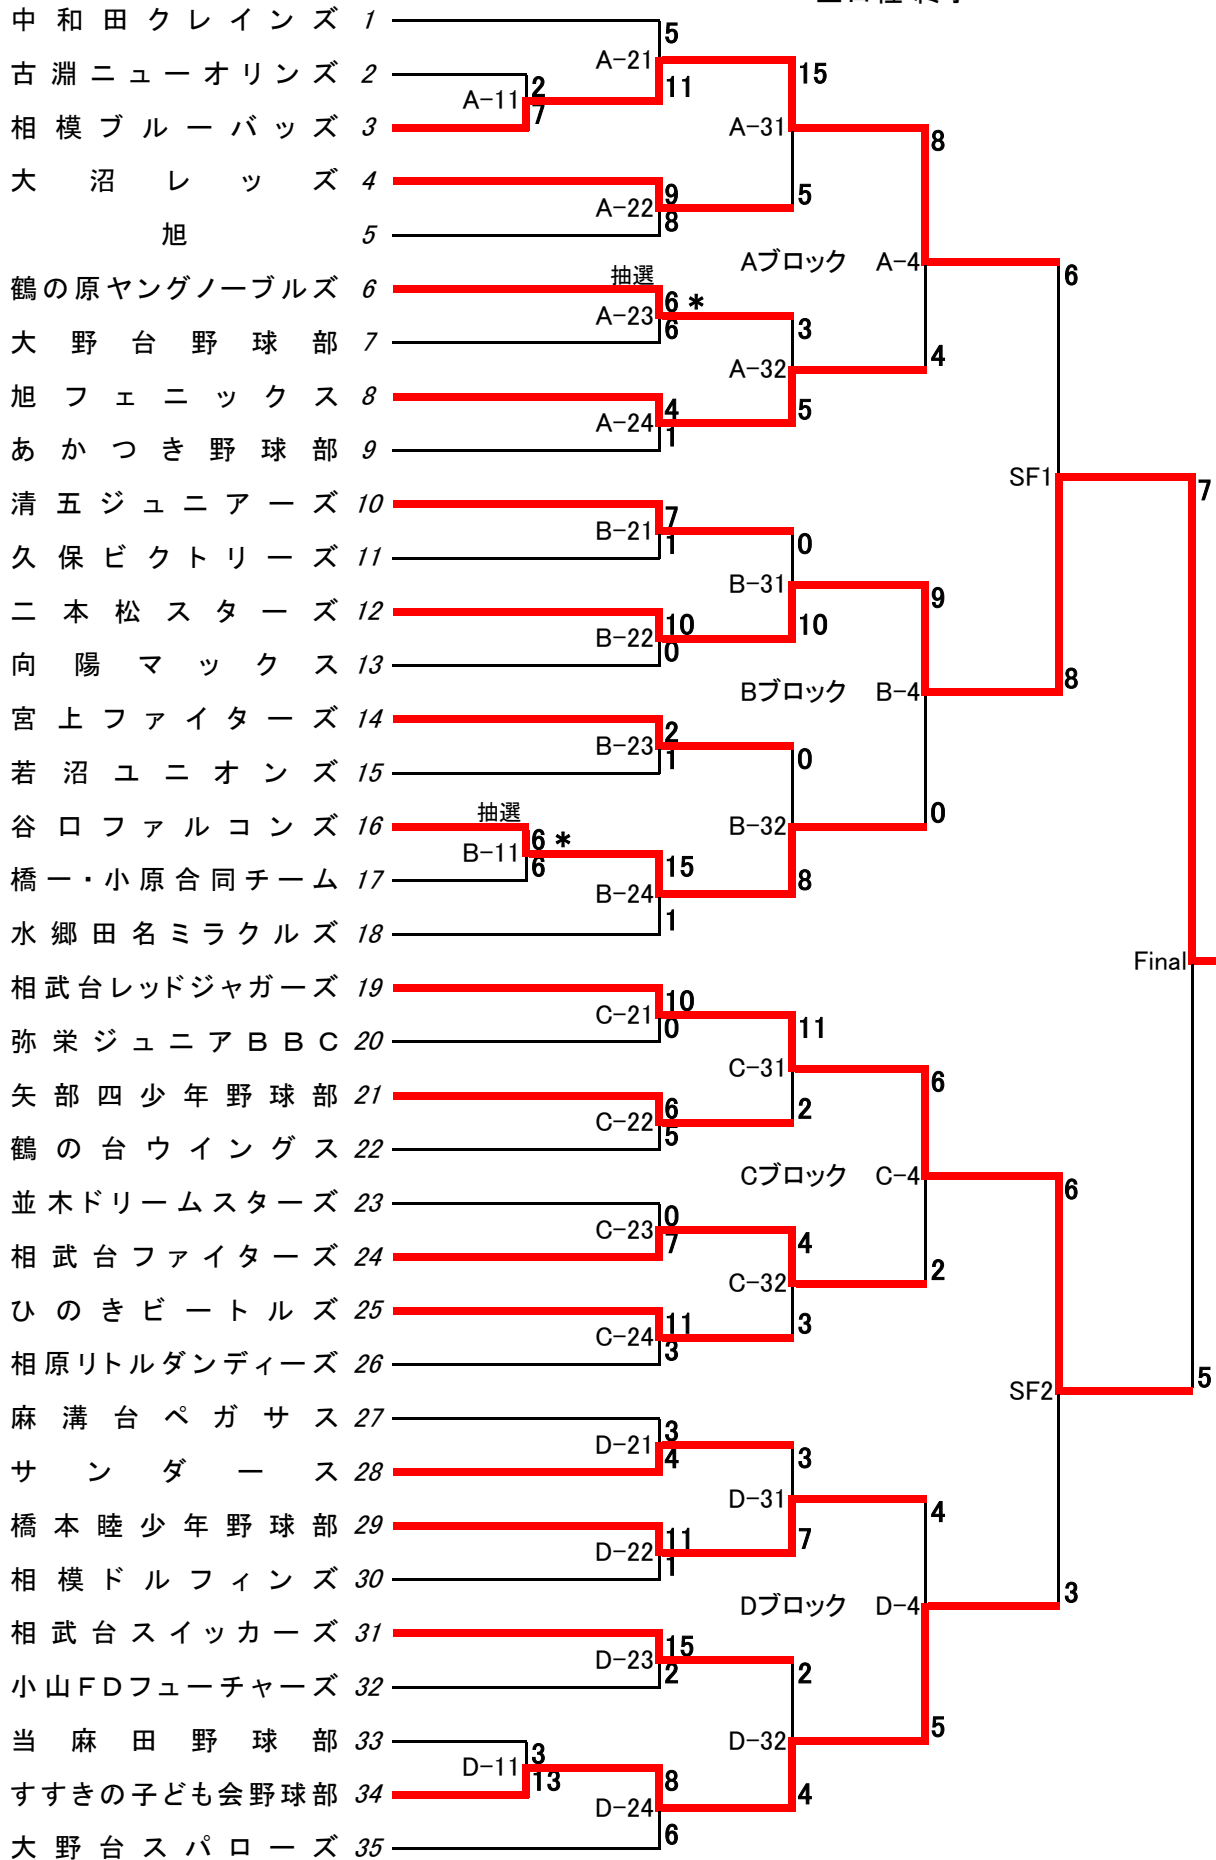 中和田クレインズ 1
5
A-21
古淵ニューオリンズ 2
15
2
11
A-11
7
相模ブルーバッズ 3
A-31
8
大沼レッズ 4
9
5
A-22
8
旭 5
Aブロック A-4
6
抽選
鶴の原ヤングノーブルズ 6
6 *
A-23
6
3
大野台野球部 7
4
A-32
旭フェニックス 8
4
5
A-24
1
あかつき野球部 9
SF1
7
清五ジュニアーズ 10
7
B-21
1
0
久保ビクトリーズ 11
B-31
9
二本松スターズ 12
10
10
B-22
0
向陽マックス 13
8
Bブロック B-4
宮上ファイターズ 14
2
B-23
1
0
若沼ユニオンズ 15
抽選
0
谷口ファルコンズ 16
B-32
6 *
B-11
6
15
橋一・小原合同チーム 17
8
B-24
1
水郷田名ミラクルズ 18
Final
相武台レッドジャガーズ 19
10
C-21
0
11
弥栄ジュニアBBC 20
C-31
6
矢部四少年野球部 21
6
2
C-22
5
鶴の台ウイングス 22
Cブロック C-4
6
並木ドリームスターズ 23
0
C-23
7
4
相武台ファイターズ 24
2
C-32
ひのきビートルズ 25
11
3
C-24
3
相原リトルダンディーズ 26
5
SF2
麻溝台ペガサス 27
3
D-21
4
3
サンダース 28
D-31
4
橋本睦少年野球部 29
11
7
D-22
1
相模ドルフィンズ 30
3
Dブロック D-4
相武台スイッカーズ 31
15
D-23
2
2
小山FDフューチャーズ 32
5
当麻田野球部 33
D-32
3
D-11
13
8
すすきの子ども会野球部 34
4
D-24
6
大野台スパローズ 35